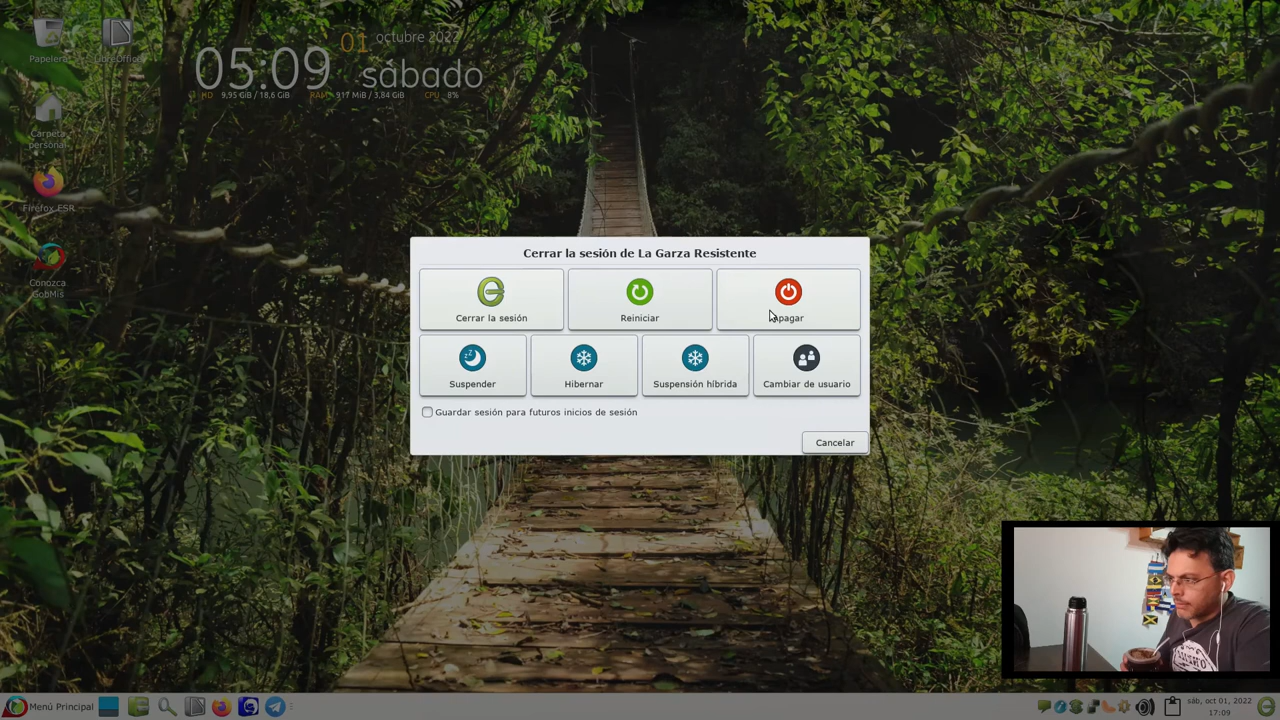 Papelera
LibreOffice
05:09
01
octubre 2022
sábado
HD 9,95 GiB / 18,6 GiB RAM 917 MiB / 3,84 GiB CPU 8%
Carpeta
personal
Firefox ESR
Conozca
GobMis
Cerrar la sesión de La Garza Resistente
Cerrar la sesión
Reiniciar
Apagar
Suspender
Hibernar
Suspensión híbrida
Cambiar de usuario
Guardar sesión para futuros inicios de sesión
Cancelar
Menú Principal
sáb, oct 01, 2022
17:09